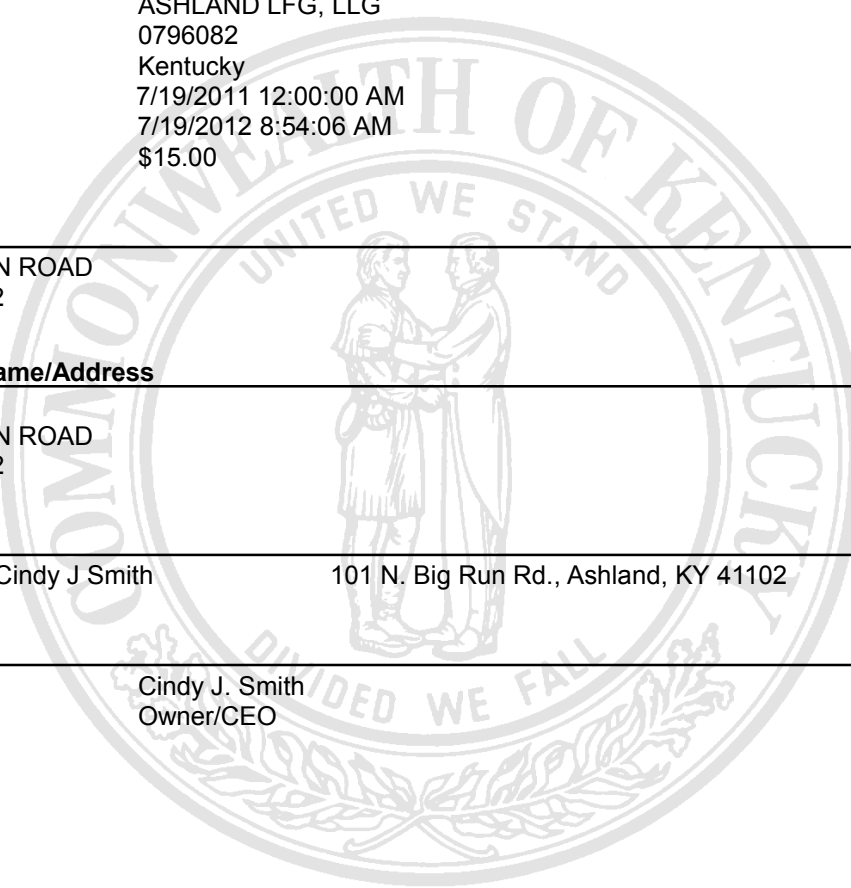 ASHLAND LFG, LLC
0796082
Kentucky
7/19/2011 12:00:00 AM
7/19/2012 8:54:06 AM
$15.00
COMMONWEALTH OF KENTUCKY
UNITED WE STAND
N ROAD
2
ame/Address
N ROAD
2
Cindy J Smith 101 N. Big Run Rd., Ashland, KY 41102
DIVIDED WE FALL
Cindy J. Smith
Owner/CEO